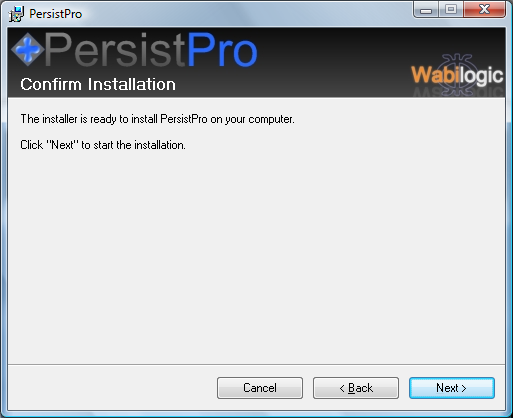 PersistPro
PersistPro
Confirm Installation
Wabilogic
The installer is ready to install PersistPro on your computer.
Click "Next" to start the installation.
Cancel
< Back
Next >